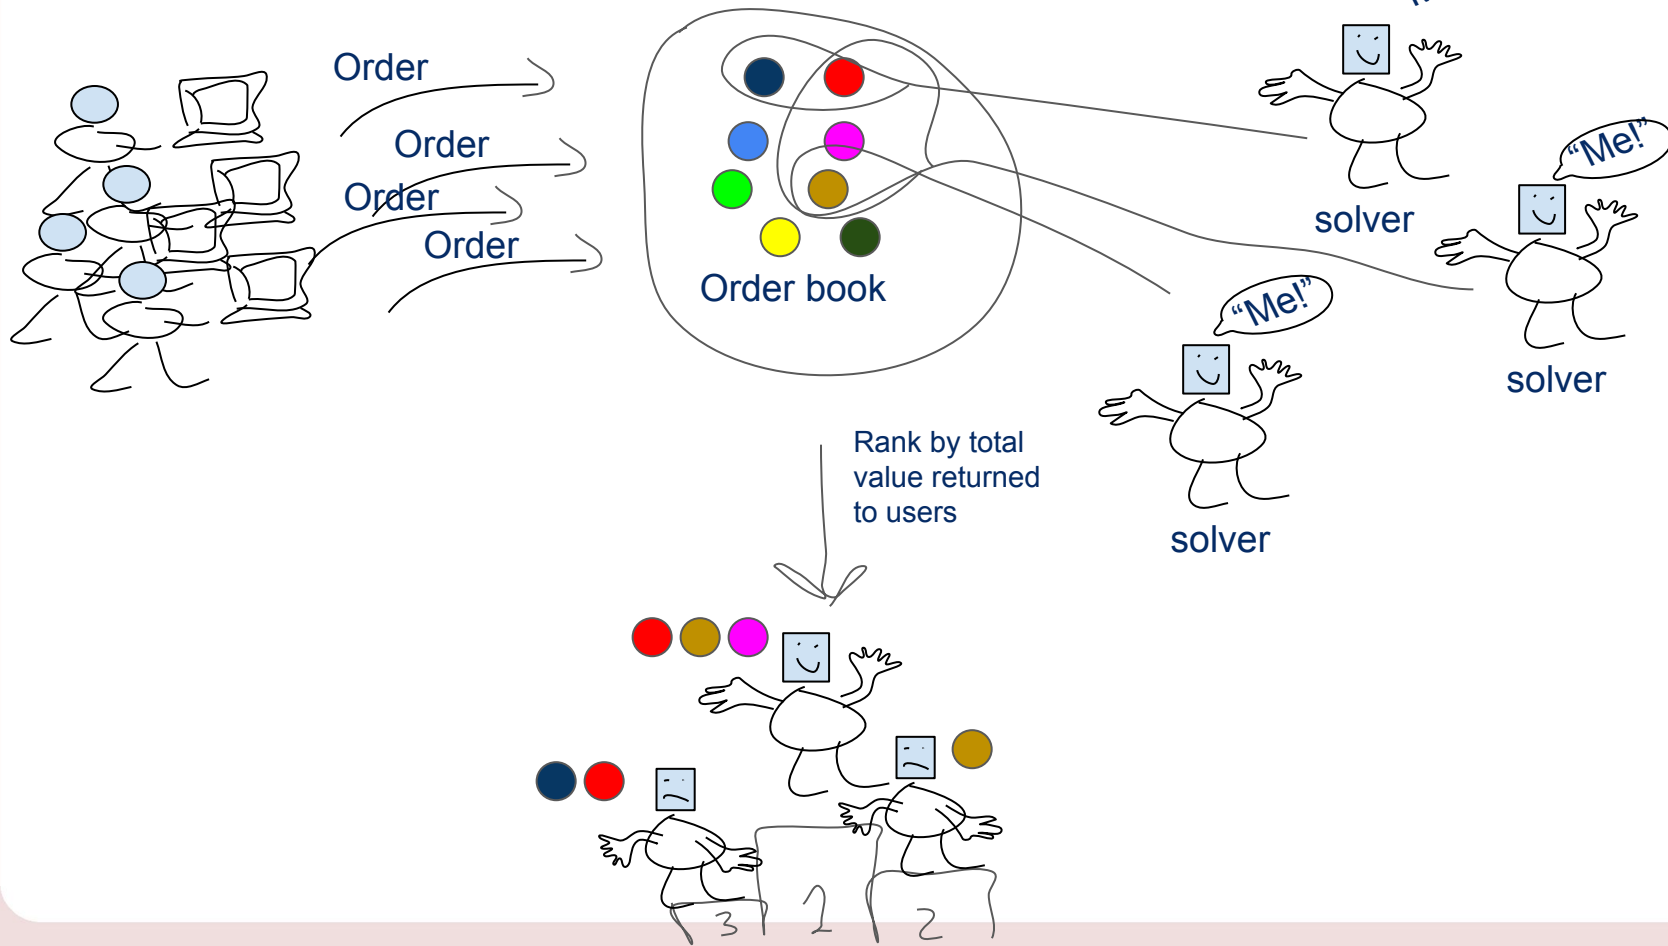 Order
Order
Order
Order
Order book
solver
“Me!”
solver
“Me!”
solver
Rank by total
value returned
to users
3
1
2